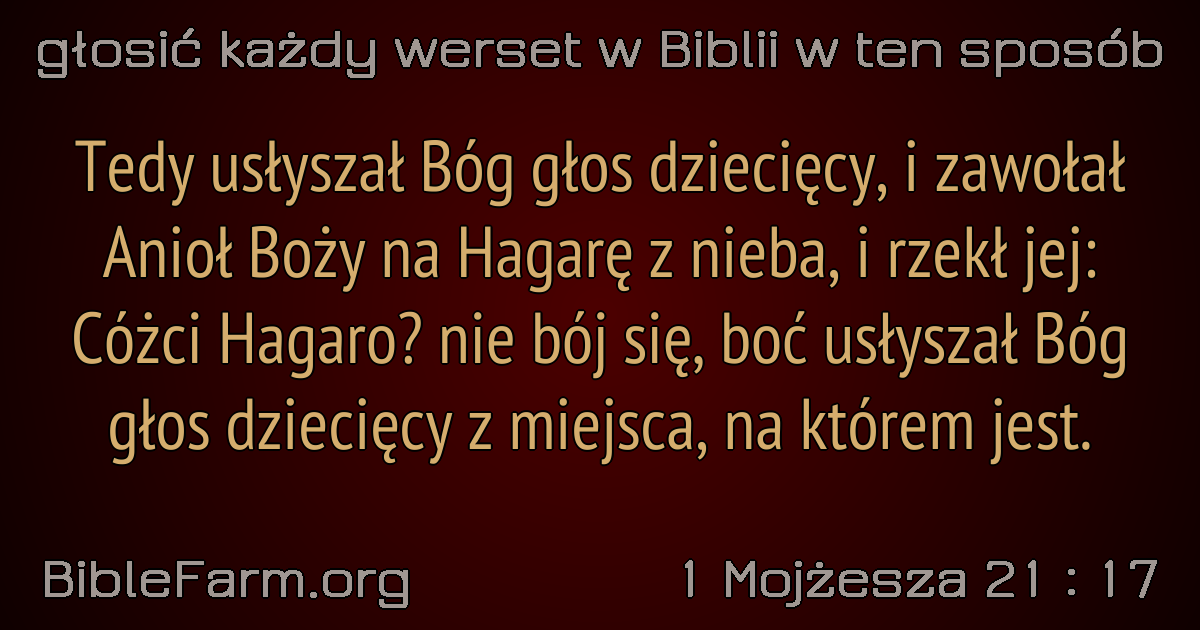 głosić każdy werset w Biblii w ten sposób
Tedy usłyszał Bóg głos dziecięcy, i zawołał
Anioł Boży na Hagarę z nieba, i rzekł jej:
Cóżci Hagaro? nie bój się, boć usłyszał Bóg
głos dziecięcy z miejsca, na którem jest.
BibleFarm.org
1 Mojżesza 21 : 17